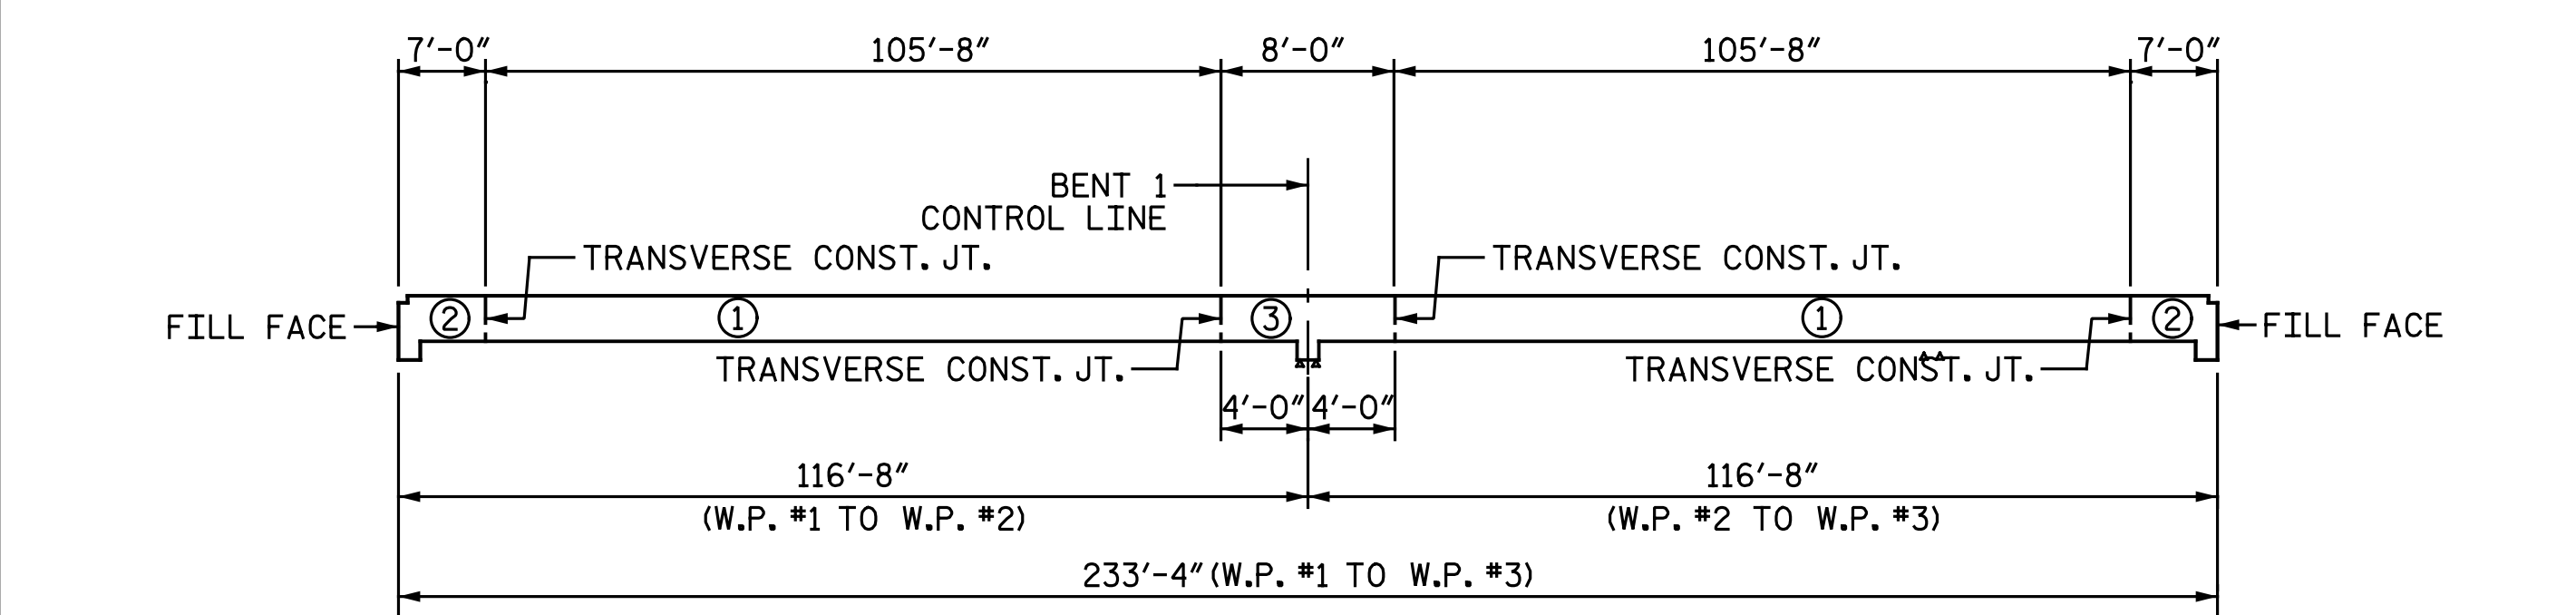 7'-0" 105'-8" 8'-0" 105'-8" 7'-0"
BENT 1
CONTROL LINE
TRANSVERSE CONST. JT. TRANSVERSE CONST. JT.
FILL FACE 2 1 3 1 2 FILL FACE
TRANSVERSE CONST. JT. TRANSVERSE CONST. JT.
4'-0" 4'-0"
116'-8" 116'-8"
(W.P. #1 TO W.P. #2) (W.P. #2 TO W.P. #3)
233'-4" (W.P. #1 TO W.P. #3)